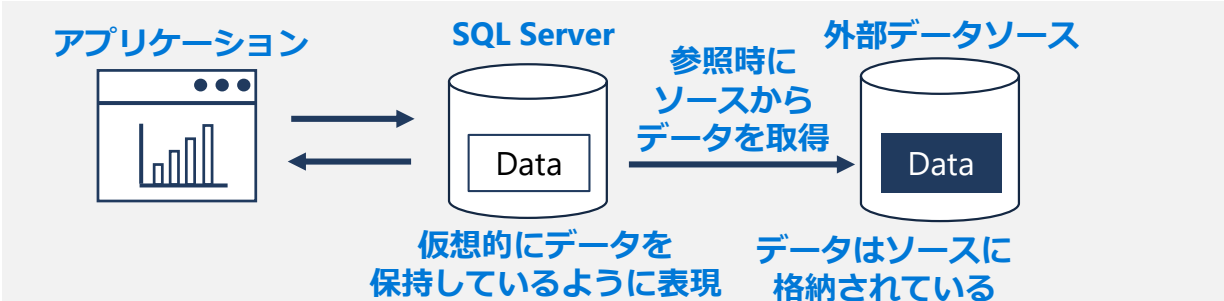 アプリケーション
SQL Server
外部データソース
参照時に
ソースから
データを取得
Data
Data
仮想的にデータを
保持しているように表現
データはソースに
格納されている